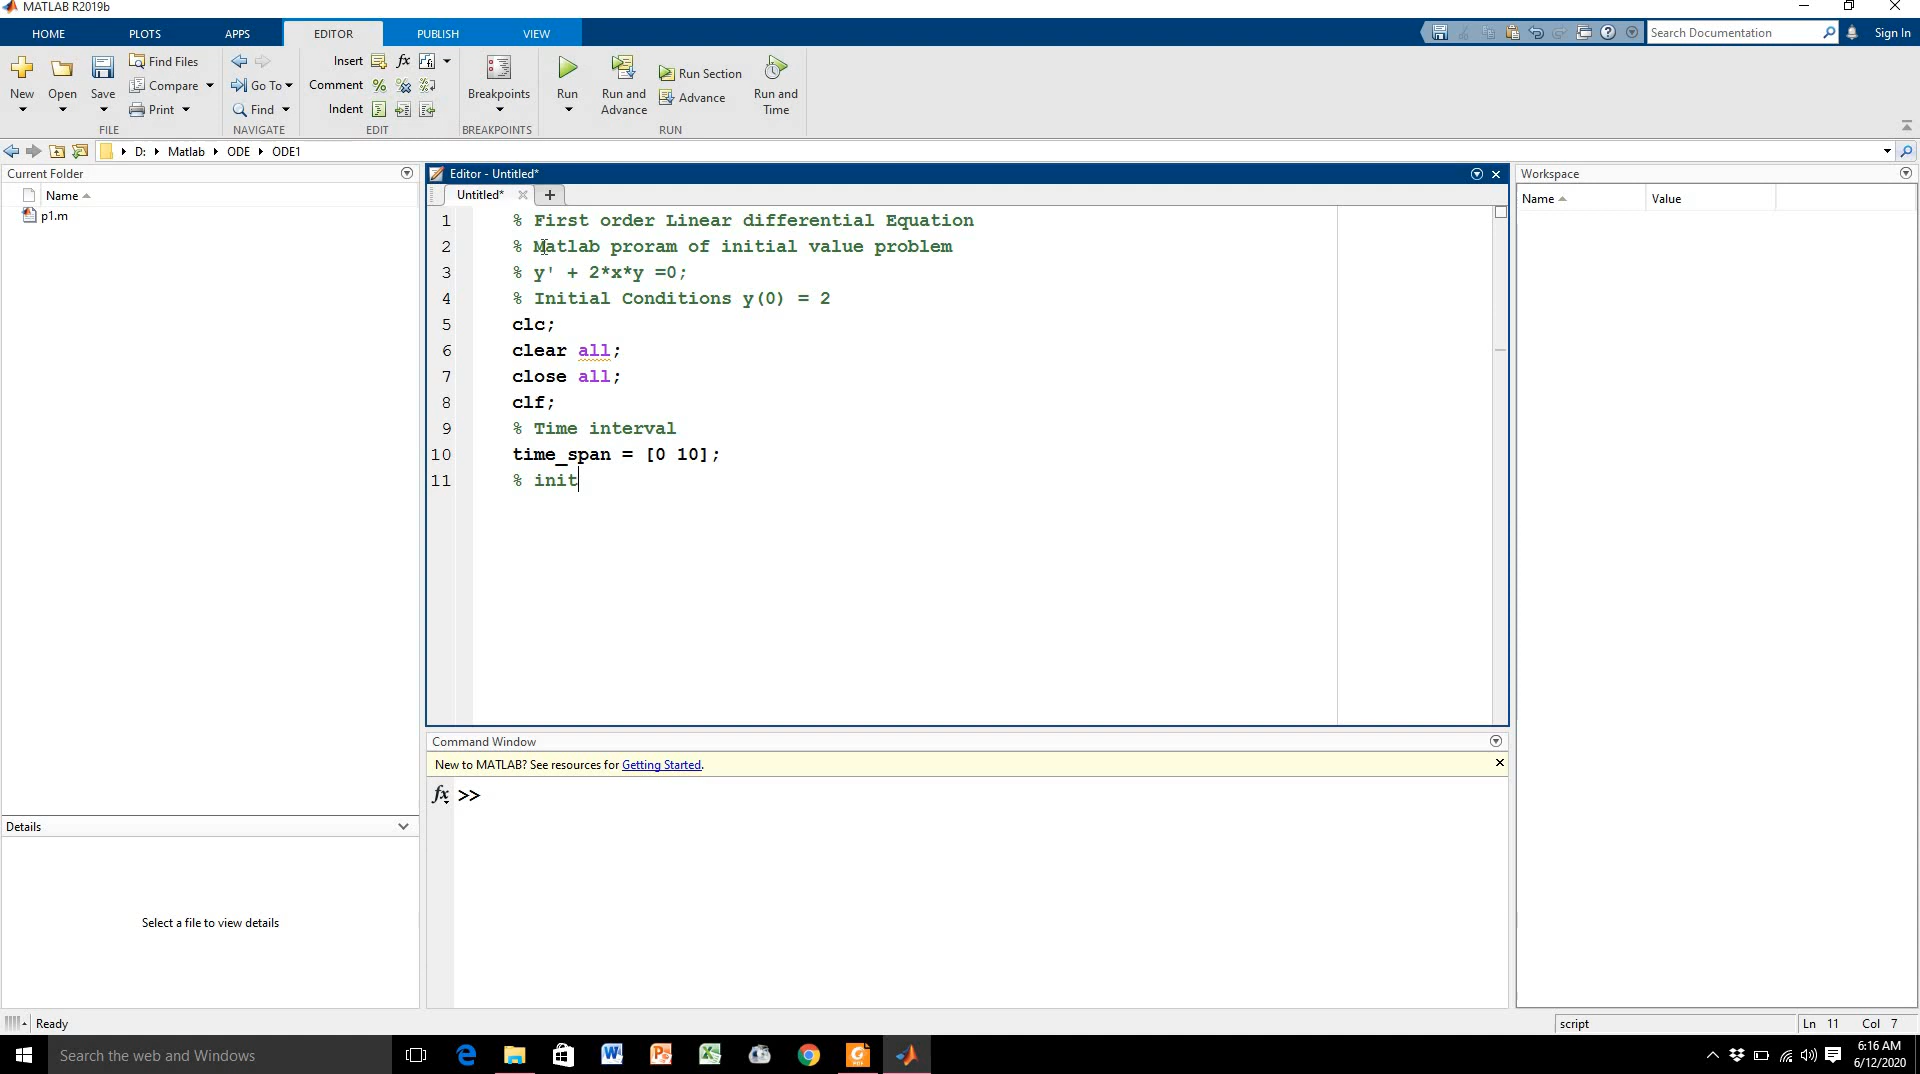 MATLAB R2019b
HOME PLOTS APPS EDITOR PUBLISH VIEW
Search Documentation
Sign In
New Open Save
Find Files
Compare
Print
FILE
Go To
Find
NAVIGATE
Insert
Comment
Indent
EDIT
Breakpoints
BREAKPOINTS
Run
Run and Advance
Run Section
Advance
Run and Time
RUN
D: Matlab ODE ODE1
Current Folder
Name
p1.m
Details
Select a file to view details
Editor - Untitled*
Untitled*
1 % First order Linear differential Equation
2 % Matlab proram of initial value problem
3 % y' + 2*x*y =0;
4 % Initial Conditions y(0) = 2
5 clc;
6 clear all;
7 close all;
8 clf;
9 % Time interval
10 time_span = [0 10];
11 % init
Command Window
New to MATLAB? See resources for Getting Started.
fx >>
Workspace
Name Value
Ready
script
Ln 11 Col 7
Search the web and Windows
6:16 AM
6/12/2020